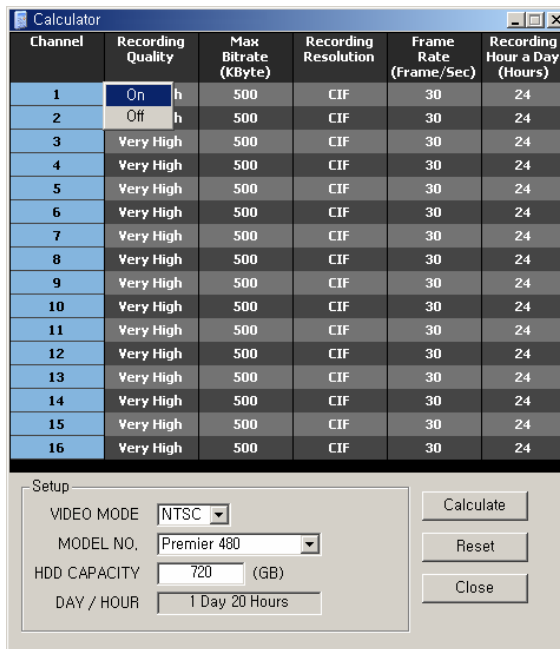 Calculator
Channel Recording Quality Max Bitrate (KByte) Recording Resolution Frame Rate (Frame/Sec) Recording Hour a Day (Hours)
1 On h 500 CIF 30 24
2 Off h 500 CIF 30 24
3 Very High 500 CIF 30 24
4 Very High 500 CIF 30 24
5 Very High 500 CIF 30 24
6 Very High 500 CIF 30 24
7 Very High 500 CIF 30 24
8 Very High 500 CIF 30 24
9 Very High 500 CIF 30 24
10 Very High 500 CIF 30 24
11 Very High 500 CIF 30 24
12 Very High 500 CIF 30 24
13 Very High 500 CIF 30 24
14 Very High 500 CIF 30 24
15 Very High 500 CIF 30 24
16 Very High 500 CIF 30 24
Setup
VIDEO MODE NTSC
MODEL NO, Premier 480
HDD CAPACITY 720 (GB)
DAY / HOUR 1 Day 20 Hours
Calculate
Reset
Close